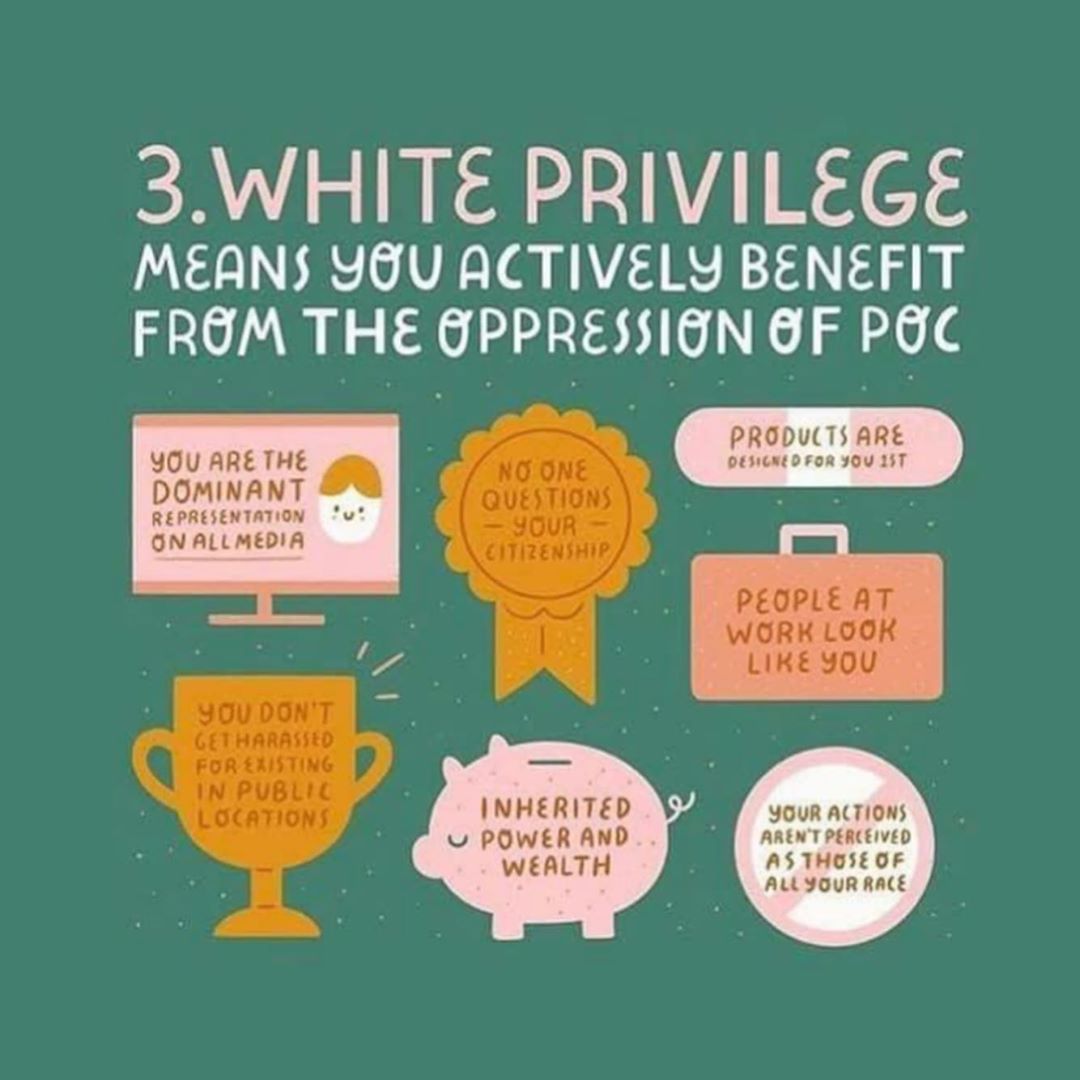 3. WHITE PRIVILEGE
MEANS YOU ACTIVELY BENEFIT
FROM THE OPPRESSION OF POC
YOU ARE THE
DOMINANT
REPRESENTATION
ON ALL MEDIA
NO ONE
QUESTIONS
– YOUR –
CITIZENSHIP
PRODUCTS ARE
DESIGNED FOR YOU 1ST
PEOPLE AT
WORK LOOK
LIKE YOU
YOU DON'T
GET HARASSED
FOR EXISTING
IN PUBLIC
LOCATIONS
INHERITED
POWER AND
WEALTH
YOUR ACTIONS
AREN'T PERCEIVED
AS THOSE OF
ALL YOUR RACE